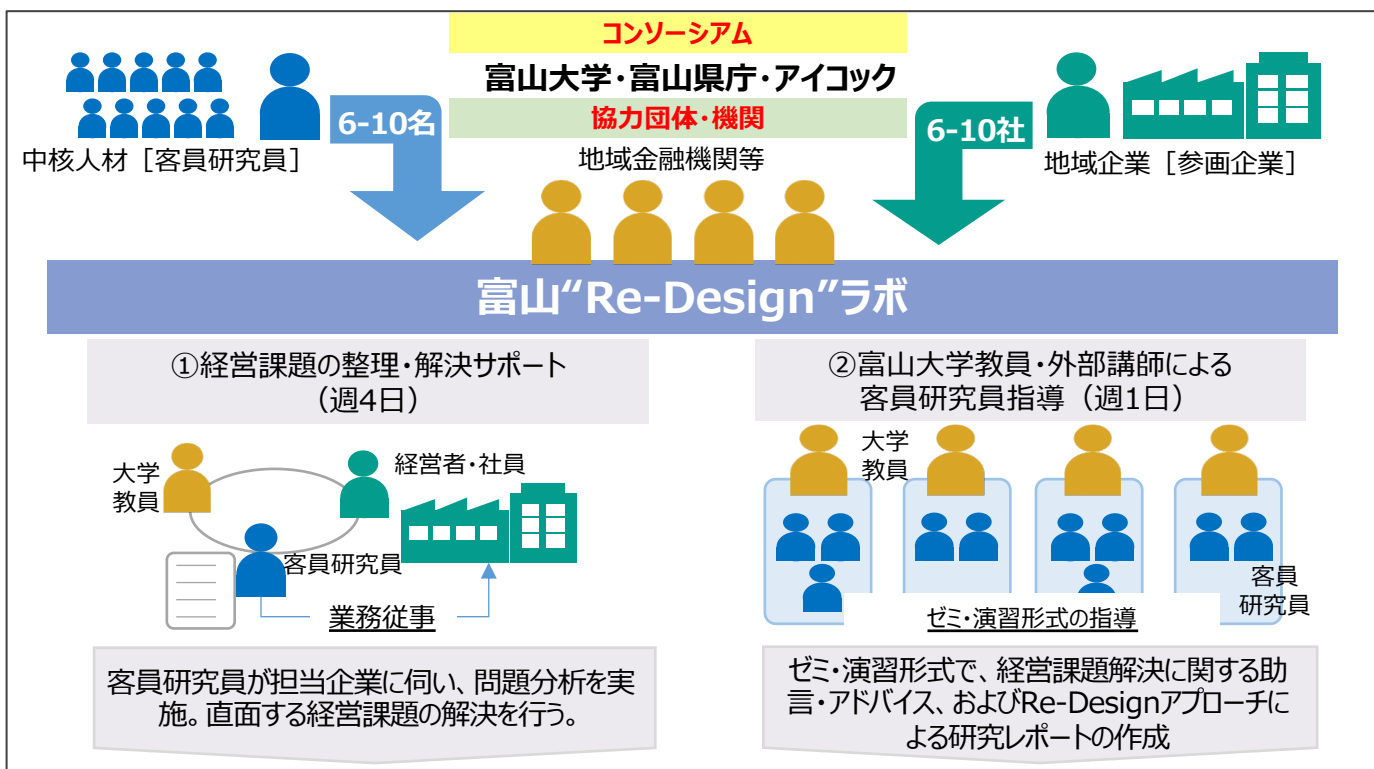 コンソーシアム
富山大学・富山県庁・アイコック
協力団体・機関
地域金融機関等
6-10名
中核人材［客員研究員］
6-10社
地域企業［参画企業］
富山“Re-Design”ラボ
①経営課題の整理・解決サポート
（週4日）
大学
教員
経営者・社員
客員研究員
業務従事
客員研究員が担当企業に伺い、問題分析を実
施。直面する経営課題の解決を行う。
②富山大学教員・外部講師による
客員研究員指導（週1日）
大学
教員
客員
研究員
ゼミ・演習形式の指導
ゼミ・演習形式で、経営課題解決に関する助
言・アドバイス、およびRe-Designアプローチに
よる研究レポートの作成